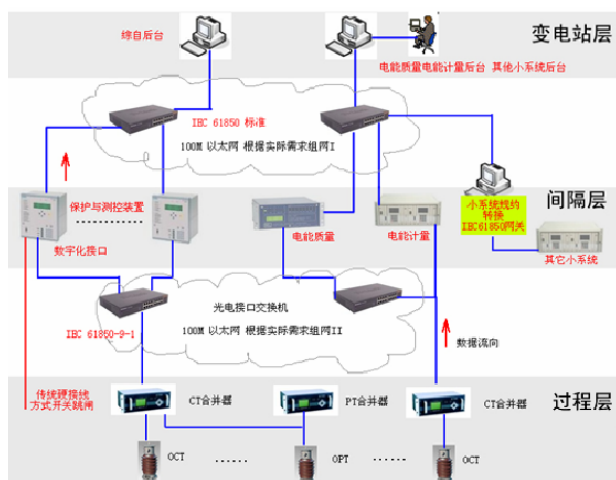 综自后台
变电站层
电能质量电能计量后台 其他小系统后台
IEC 61850 标准
100M 以太网 根据实际需求组网I
保护与测控装置
间隔层
小系统规约
转换
IEC61850网关
数字化接口
电能质量
电能计量
其它小系统
光电接口交换机
IEC 61850-9-1
100M 以太网 根据实际需求组网II
数据流向
传统硬接线
方式开关跳闸
CT合并器
PT合并器
CT合并器
过程层
OCT
......
OPT
......
OCT